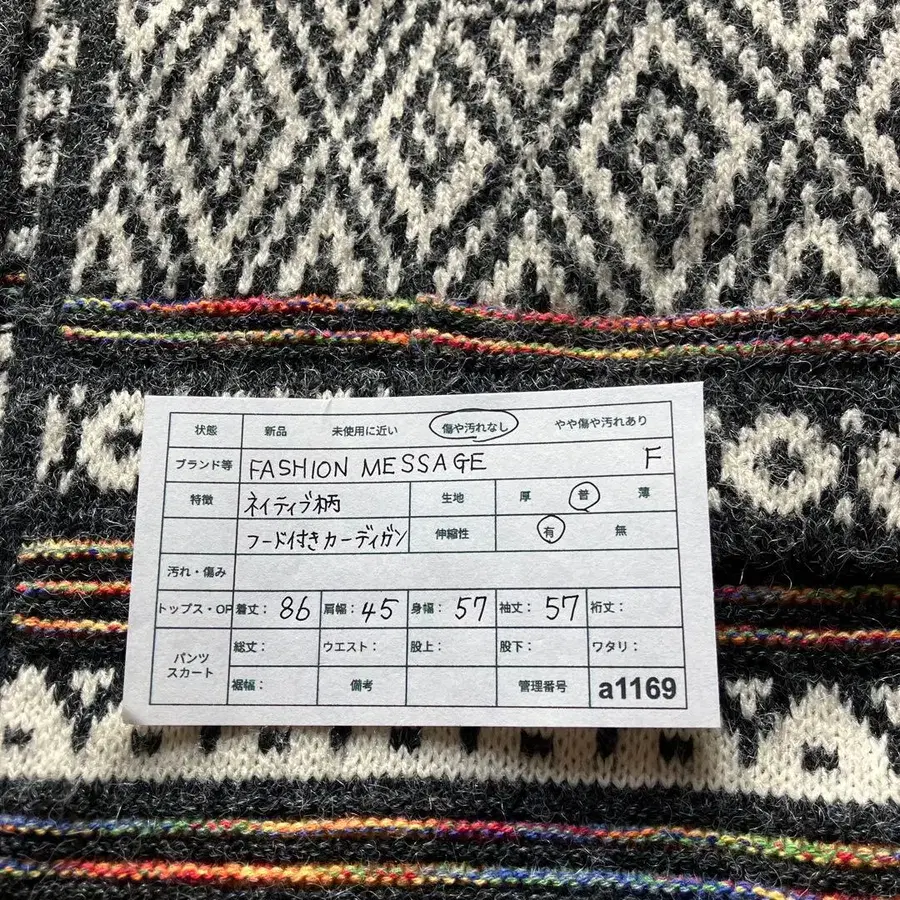 状態 新品 未使用に近い 傷や汚れなし やや傷や汚れあり
ブランド等 FASHION MESSAGE F
特徴 ネイティブ柄 生地 厚 普 薄
フード付きカーディガン 伸縮性 有 無
汚れ・傷み
トップス・OP 着丈: 86 肩幅: 45 身幅: 57 袖丈: 57 裄丈:
パンツ 総丈: ウエスト: 股上: 股下: ワタリ:
スカート 裾幅: 備考 管理番号 a1169